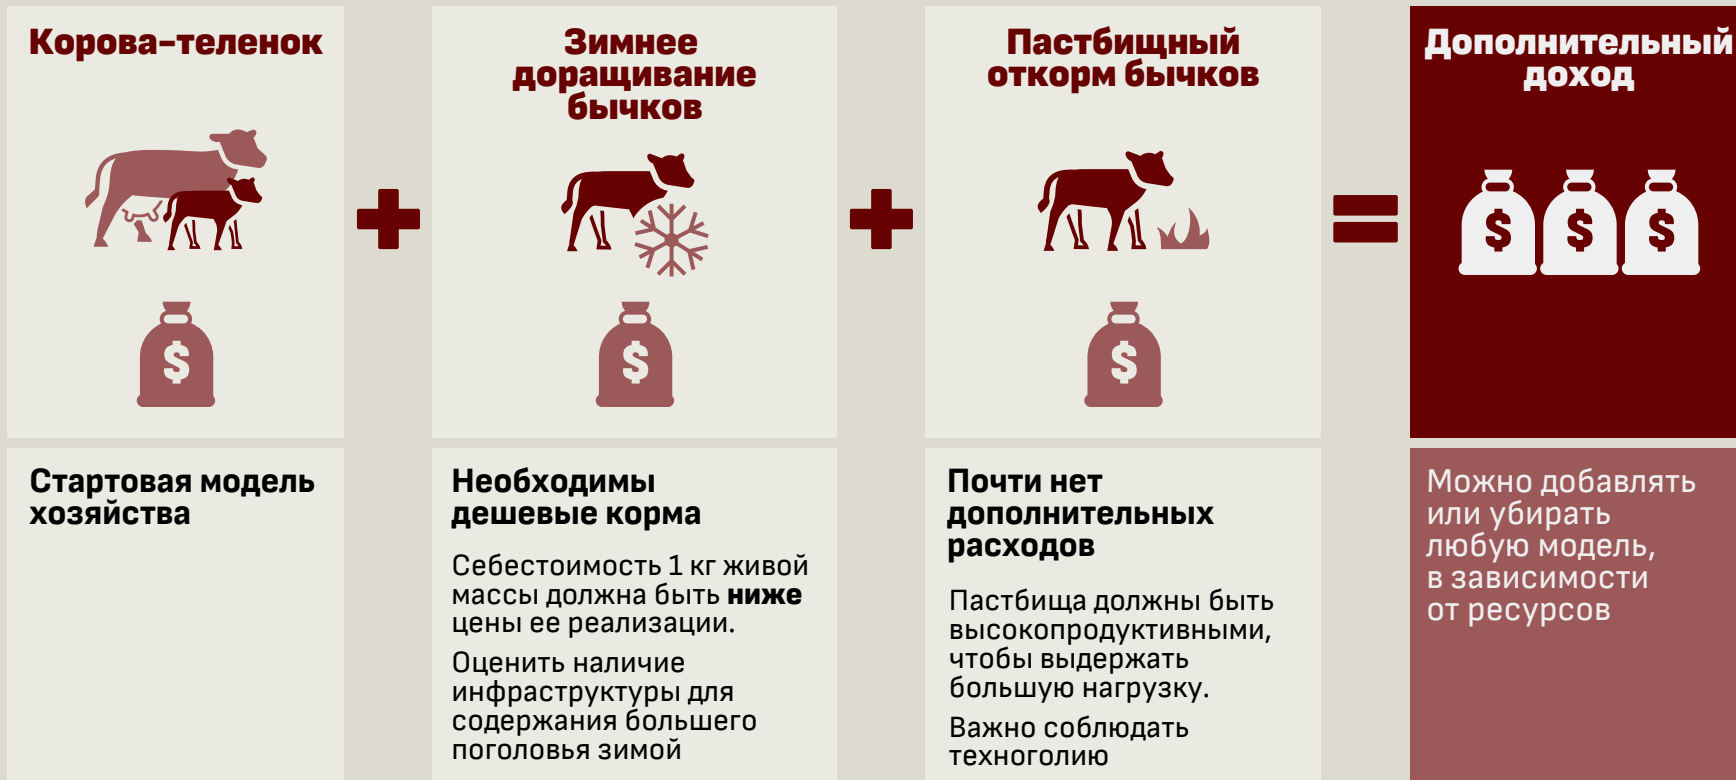 Корова-теленок
Зимнее
доращивание
бычков
Пастбищный
откорм бычков
Дополнительный
доход
$
$
$
$ $ $
Стартовая модель
хозяйства
Необходимы
дешевые корма
Себестоимость 1 кг живой
массы должна быть ниже
цены ее реализации.
Оценить наличие
инфраструктуры для
содержания большего
поголовья зимой
Почти нет
дополнительных
расходов
Пастбища должны быть
высокопродуктивными,
чтобы выдержать
большую нагрузку.
Важно соблюдать
техноголию
Можно добавлять
или убирать
любую модель,
в зависимости
от ресурсов